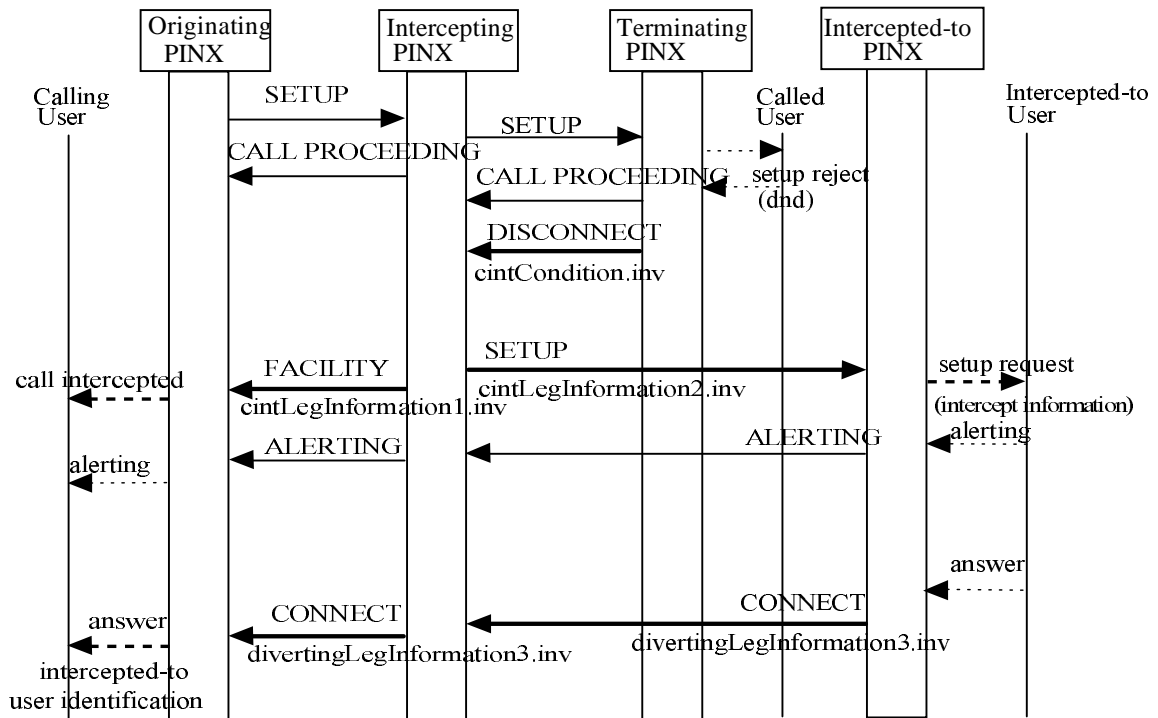 Originating
PINX
Intercepting
PINX
Terminating
PINX
Intercepted-to
PINX
Calling
User
Called
User
Intercepted-to
User
SETUP
SETUP
CALL PROCEEDING
CALL PROCEEDING
setup reject
(dnd)
DISCONNECT
cintCondition.inv
FACILITY
cintLegInformation1.inv
SETUP
cintLegInformation2.inv
call intercepted
setup request
(intercept information)
alerting
ALERTING
ALERTING
alerting
answer
CONNECT
divertingLegInformation3.inv
CONNECT
divertingLegInformation3.inv
answer
intercepted-to
user identification